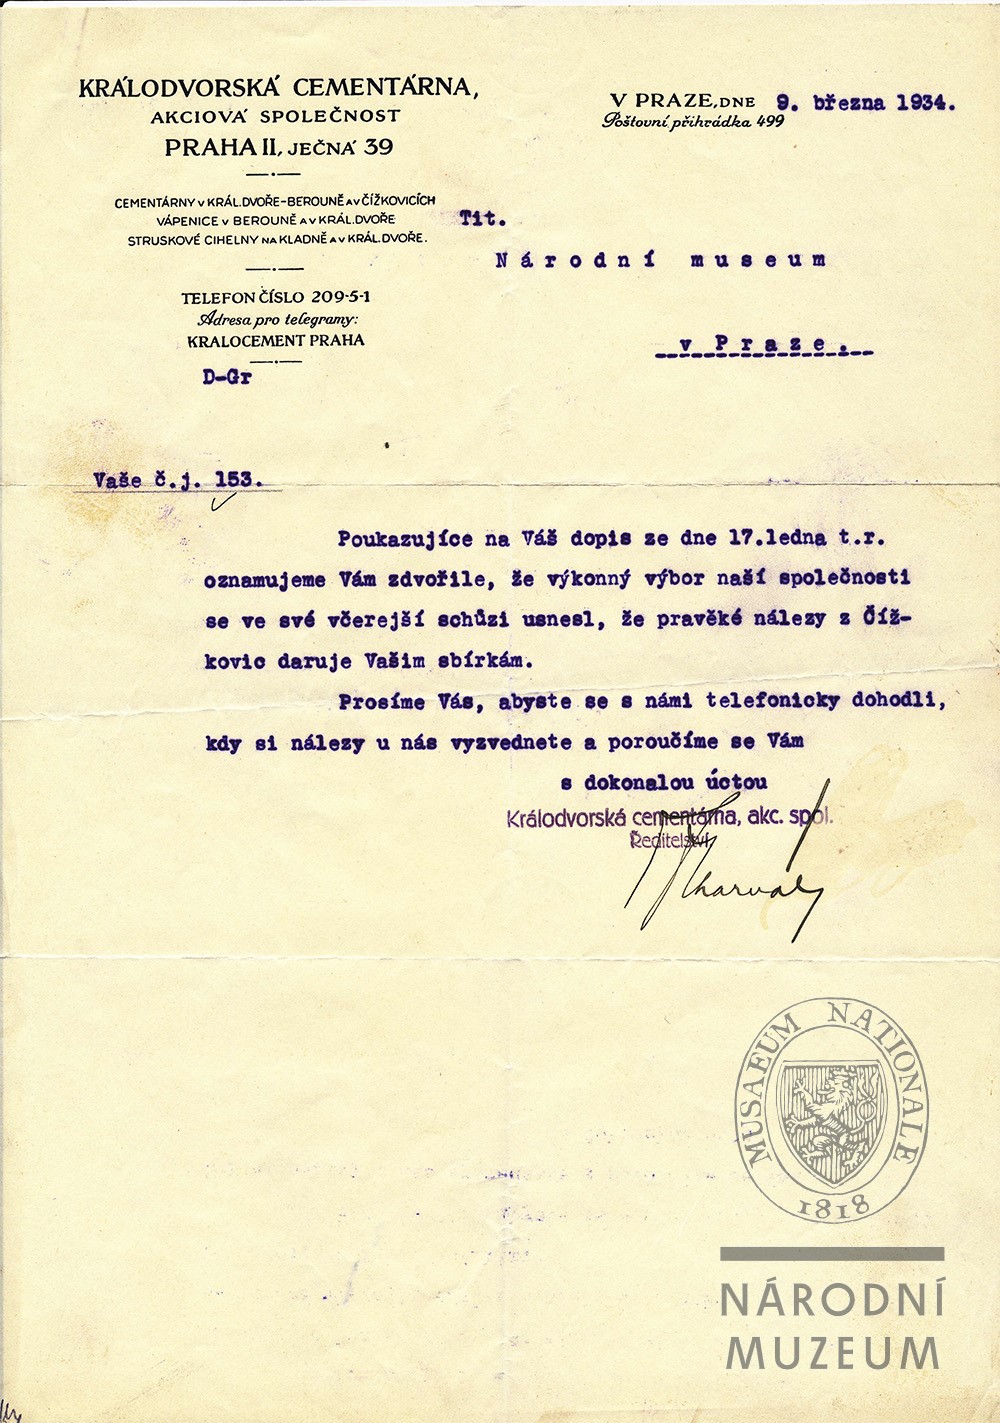 KRÁLODVORSKÁ CEMENTÁRNA,
AKCIOVÁ SPOLEČNOST
PRAHA II, JEČNÁ 39
CEMENTÁRNY V KRÁL.DVOŘE-BEROUNĚ A V ČÍŽKOVICÍCH
VÁPENICE V BEROUNĚ A V KRÁL.DVOŘE
STRUSKOVÉ CIHELNY NA KLADNĚ A V KRÁL.DVOŘE.
TELEFON ČÍSLO 209-5-1
Adresa pro telegramy:
KRALOCEMENT PRAHA
D-Gr
V PRAZE, DNE 9. března 1934.
Poštovní přihrádka 499
Tit.
Národní museum
v Praze.
Vaše č.j. 153.
Poukazujíce na Váš dopis ze dne 17.ledna t.r.
oznamujeme Vám zdvořile, že výkonný výbor naší společnosti
se ve své včerejší schůzi usnesl, že pravěké nálezy z Číž-
kovic daruje Vašim sbírkám.
Prosíme Vás, abyste se s námi telefonicky dohodli,
kdy si nálezy u nás vyzvednete a poroučíme se Vám
s dokonalou úctou
Králodvorská cementárna, akc. spol.
Ředitelství
MUSAEUM NATIONALE
1818
NÁRODNÍ
MUZEUM